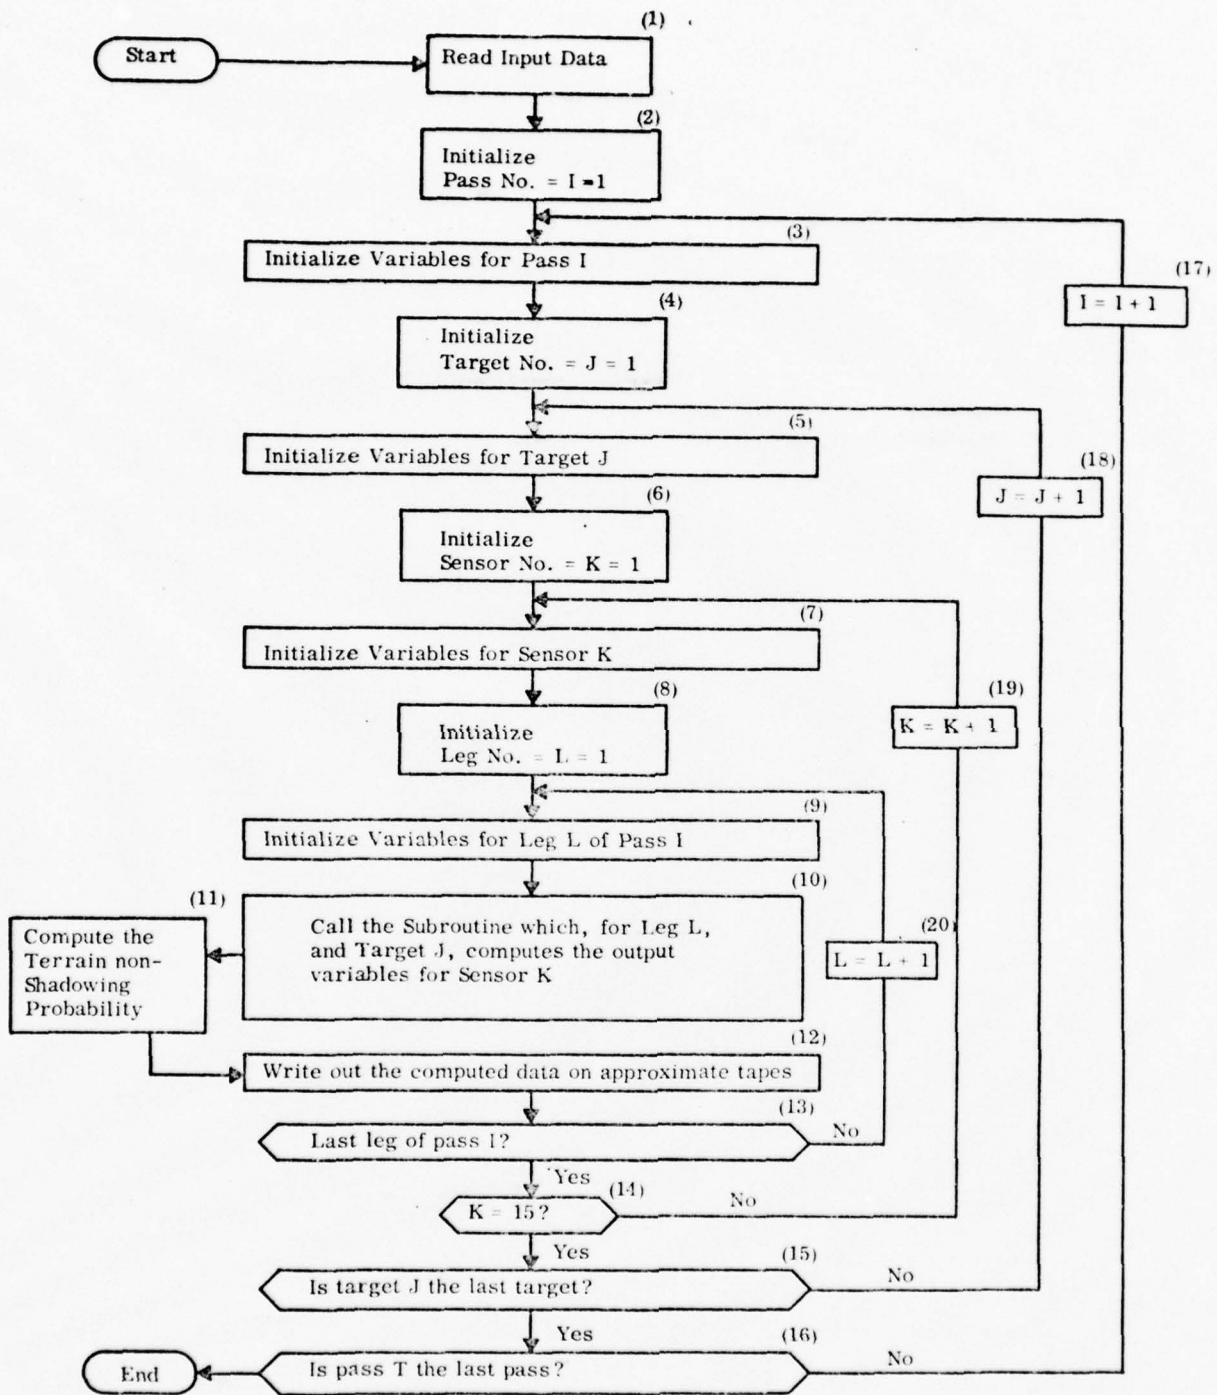 (1)
Start
Read Input Data
(2)
Initialize
Pass No. = I = 1
(3)
Initialize Variables for Pass I
(17)
I = 1 + 1
(4)
Initialize
Target No. = J = 1
(5)
Initialize Variables for Target J
(18)
J = J + 1
(6)
Initialize
Sensor No. = K = 1
(7)
Initialize Variables for Sensor K
(19)
K = K + 1
(8)
Initialize
Leg No. = L = 1
(9)
Initialize Variables for Leg L of Pass I
(10)
Call the Subroutine which, for Leg L,
and Target J, computes the output
variables for Sensor K
(20)
L = L + 1
(11)
Compute the
Terrain non-
Shadowing
Probability
(12)
Write out the computed data on approximate tapes
(13)
Last leg of pass I?
No
Yes
(14)
K = 15?
No
Yes
(15)
Is target J the last target?
No
Yes
(16)
Is pass T the last pass?
No
End